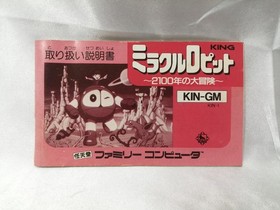 取り扱い説明書
KING
ミラクルロピット
～2100年の大冒険～
KIN-GM
任天堂 ファミリー コンピュータ